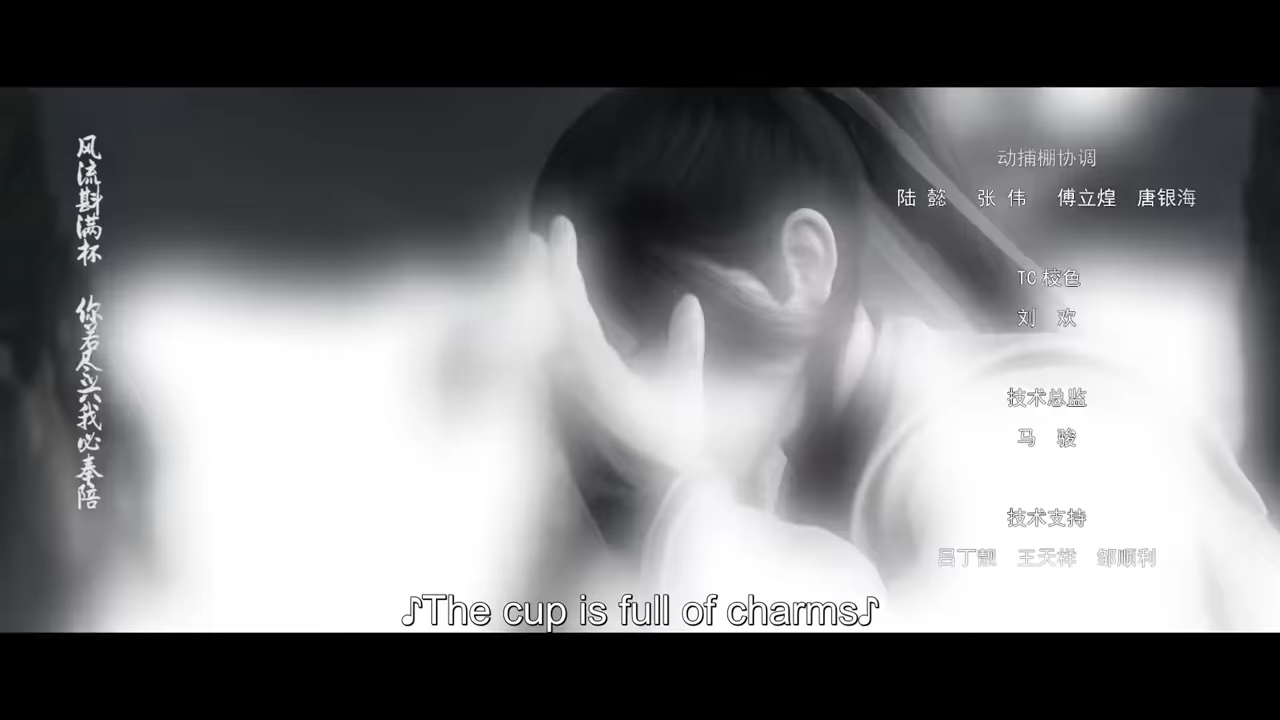 风流斟满杯 你若尽兴我必奉陪
动捕棚协调
陆 懿 张 伟 傅立煌 唐银海
TC 校色
刘 欢
技术总监
马 骏
技术支持
吕丁靓 王天祥 邹顺利
♪The cup is full of charms♪